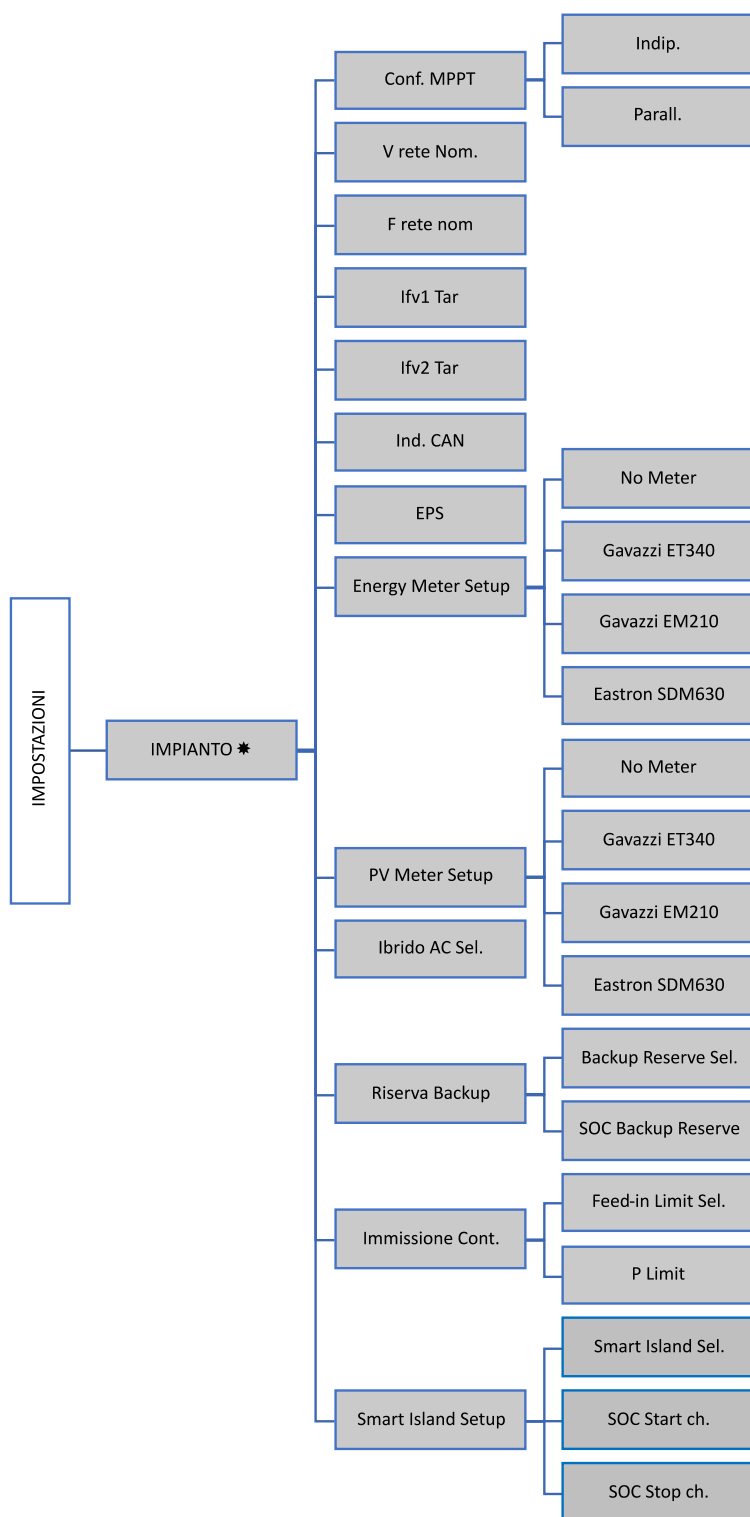 IMPOSTAZIONI
IMPIANTO ✸
Conf. MPPT
Indip.
Parall.
V rete Nom.
F rete nom
Ifv1 Tar
Ifv2 Tar
Ind. CAN
EPS
Energy Meter Setup
No Meter
Gavazzi ET340
Gavazzi EM210
Eastron SDM630
PV Meter Setup
No Meter
Gavazzi ET340
Gavazzi EM210
Eastron SDM630
Ibrido AC Sel.
Riserva Backup
Backup Reserve Sel.
SOC Backup Reserve
Immissione Cont.
Feed-in Limit Sel.
P Limit
Smart Island Setup
Smart Island Sel.
SOC Start ch.
SOC Stop ch.